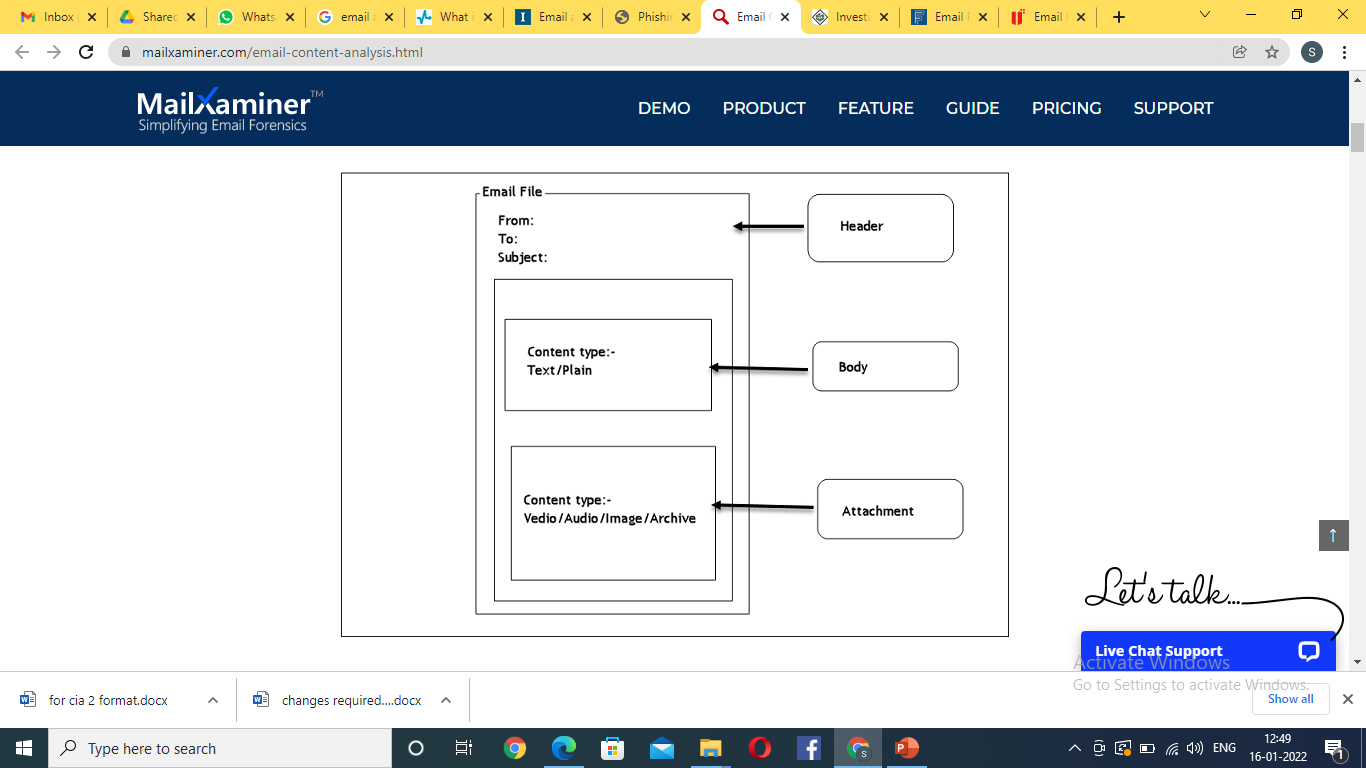 Inbox
Sharec
Whats
email a
What i
Email a
Phishin
Email C
Investi
Email F
Email
mailxaminer.com/email-content-analysis.html
S
MailXaminer™
Simplifying Email Forensics
DEMO PRODUCT FEATURE GUIDE PRICING SUPPORT
Email File
From:
To:
Subject:
Header
Content type:-
Text/Plain
Body
Content type:-
Vedio/Audio/Image/Archive
Attachment
↑
Let's talk...
Live Chat Support
Activate Windows
Go to Settings to activate Windows.
for cia 2 format.docx
changes required....docx
Show all
Type here to search
ENG
12:49
16-01-2022
1